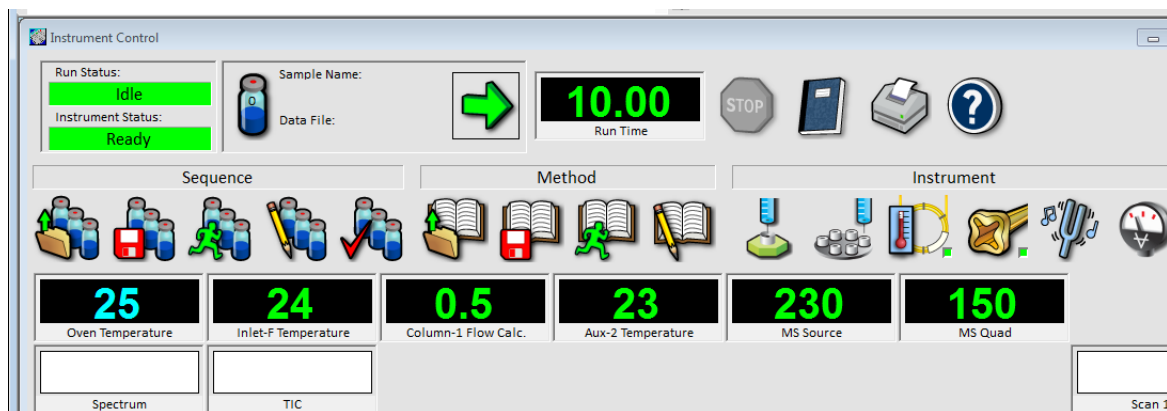 Instrument Control
Run Status:
Idle
Instrument Status:
Ready
0
Sample Name:
Data File:
10.00
Run Time
STOP
?
Sequence
Method
Instrument
25
Oven Temperature
24
Inlet-F Temperature
0.5
Column-1 Flow Calc.
23
Aux-2 Temperature
230
MS Source
150
MS Quad
Spectrum
TIC
Scan 1